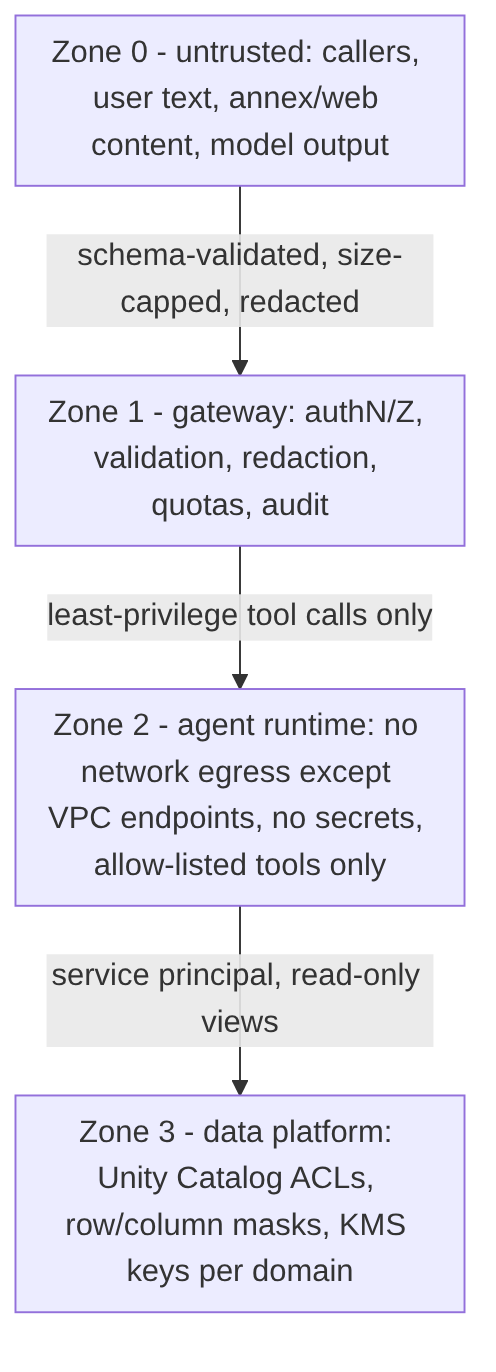 Zone 0 - untrusted: callers,
user text, annex/web
content, model output
schema-validated, size-
capped, redacted
Zone 1 - gateway: authN/Z,
validation, redaction,
quotas, audit
least-privilege tool calls only
Zone 2 - agent runtime: no
network egress except
VPC endpoints, no secrets,
allow-listed tools only
service principal, read-only
views
Zone 3 - data platform:
Unity Catalog ACLs,
row/column masks, KMS
keys per domain